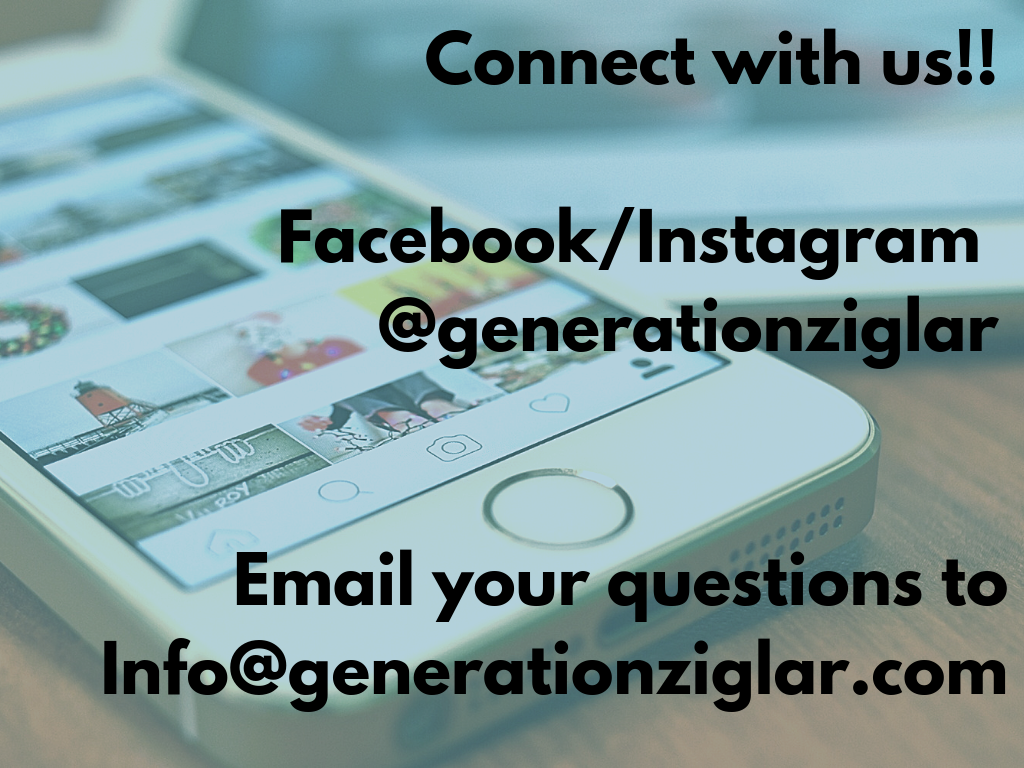 Connect with us!!
Facebook/Instagram
@generationziglar
Email your questions to
Info@generationziglar.com